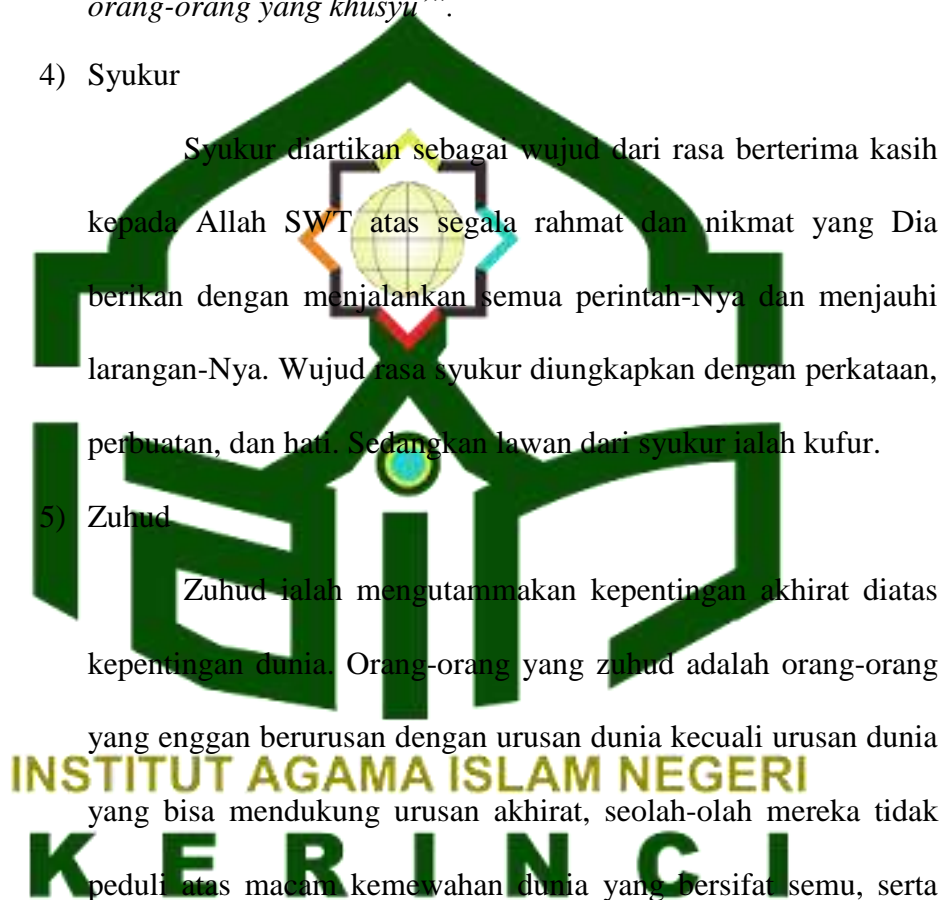 orang-orang yang khusyu'".
4) Syukur
Syukur diartikan sebagai wujud dari rasa berterima kasih
kepada Allah SWT atas segala rahmat dan nikmat yang Dia
berikan dengan menjalankan semua perintah-Nya dan menjauhi
larangan-Nya. Wujud rasa syukur diungkapkan dengan perkataan,
perbuatan, dan hati. Sedangkan lawan dari syukur ialah kufur.
5) Zuhud
Zuhud ialah mengutammakan kepentingan akhirat diatas
kepentingan dunia. Orang-orang yang zuhud adalah orang-orang
yang enggan berurusan dengan urusan dunia kecuali urusan dunia
INSTITUT AGAMA ISLAM NEGERI
yang bisa mendukung urusan akhirat, seolah-olah mereka tidak
KERINCI
peduli atas macam kemewahan dunia yang bersifat semu, serta